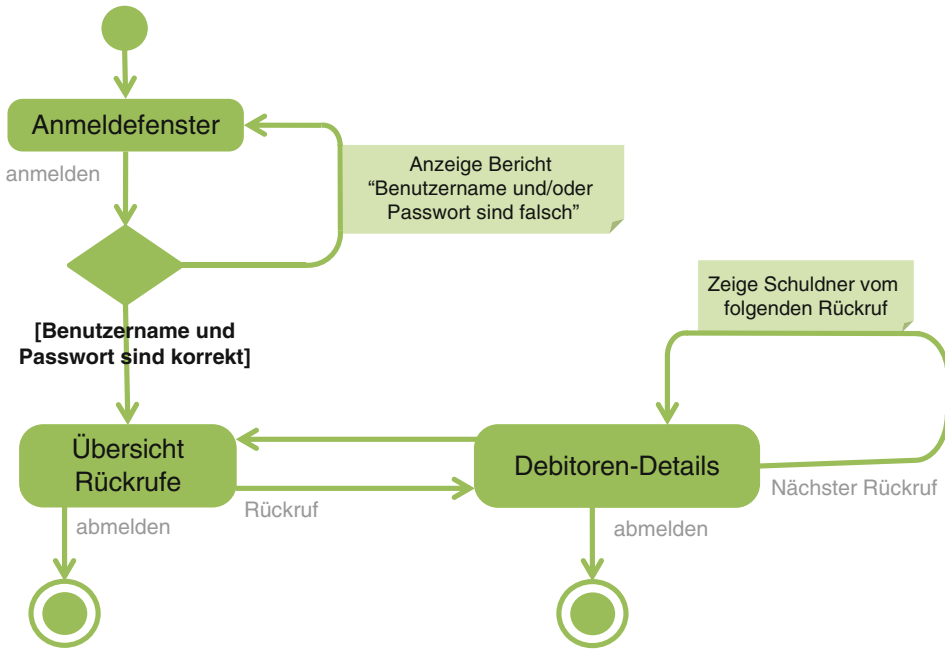 Anmeldefenster
anmelden
Anzeige Bericht
“Benutzername und/oder
Passwort sind falsch”
Zeige Schuldner vom
folgenden Rückruf
[Benutzername und
Passwort sind korrekt]
Übersicht
Rückrufe
Debitoren-Details
Rückruf
Nächster Rückruf
abmelden
abmelden